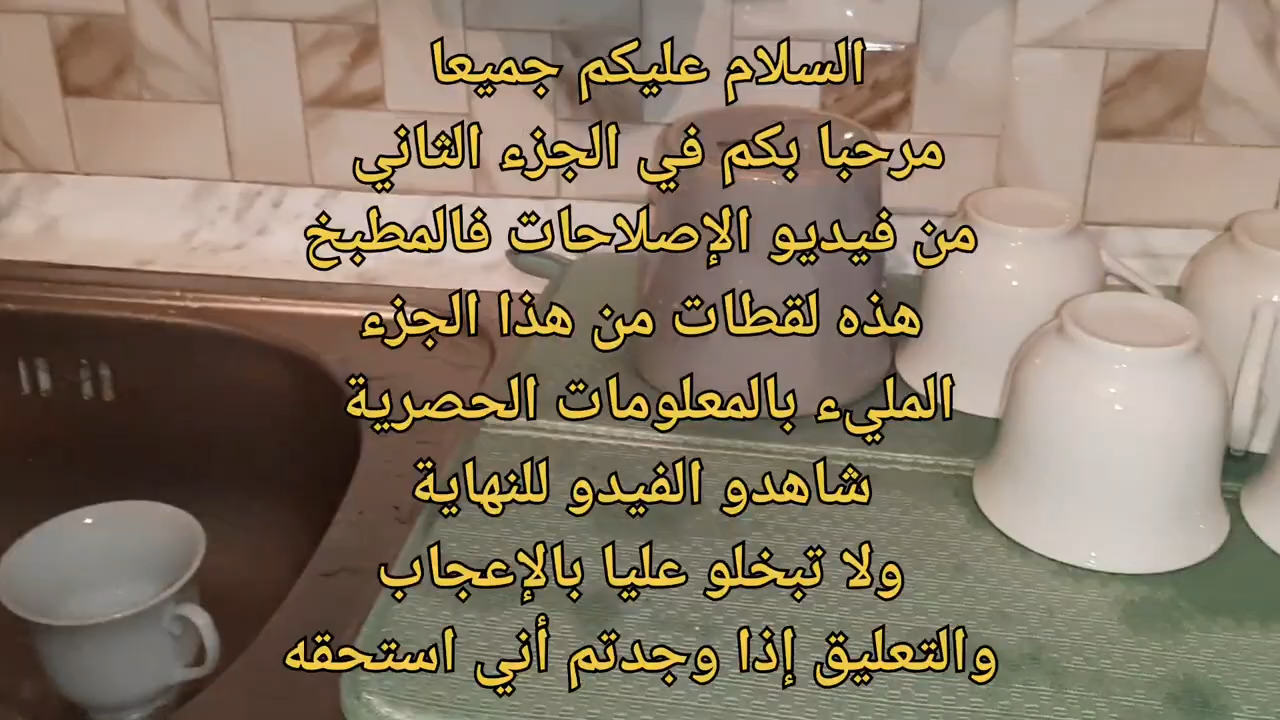 السلام عليكم جميعا
مرحبا بكم في الجزء الثاني
من فيديو الإصلاحات فالمطبخ
هذه لقطات من هذا الجزء
المليء بالمعلومات الحصرية
شاهدو الفيدو للنهاية
ولا تبخلو عليا بالإعجاب
والتعليق إذا وجدتم أني استحقه